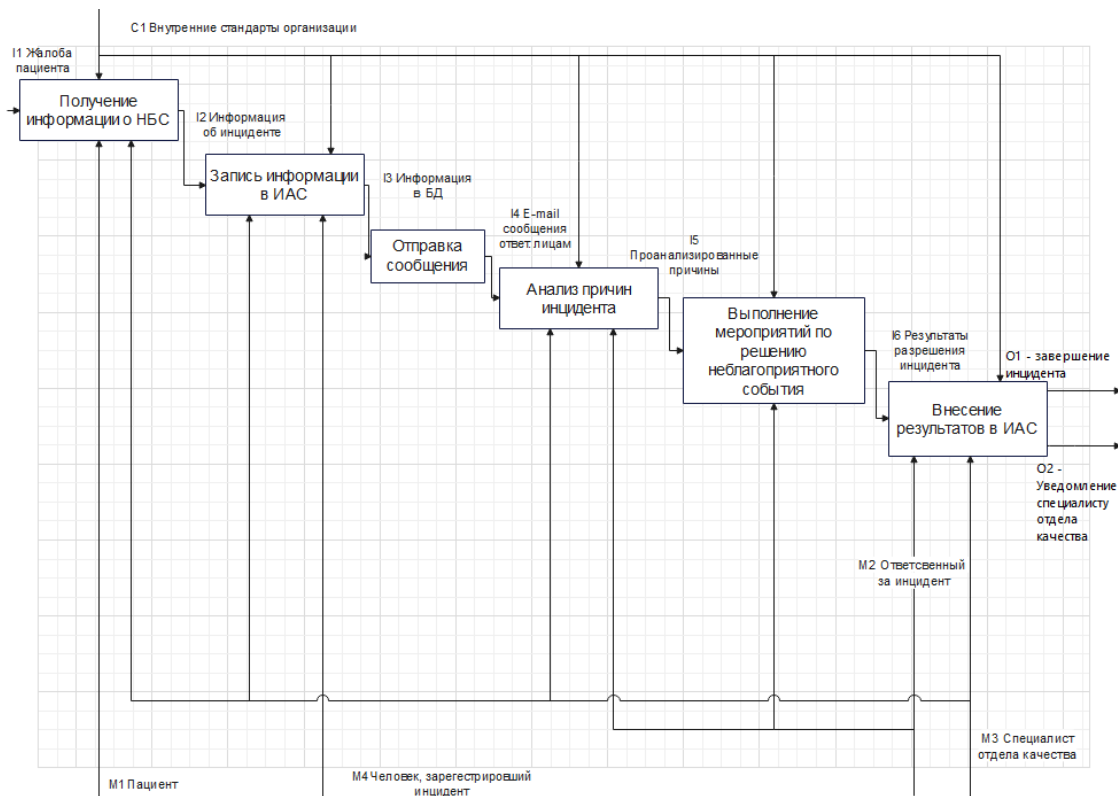 C1 Внутренние стандарты организации
I1 Жалоба
пациента
Получение
информации о НБС
I2 Информация
об инциденте
Запись информации
в ИАС
I3 Информация
в БД
Отправка
сообщения
I4 E-mail
сообщения
ответ. лицам
Анализ причин
инцидента
I5
Проанализированные
причины
Выполнение
мероприятий по
решению
неблагоприятного
события
I6 Результаты
разрешения
инцидента
Внесение
результатов в ИАС
O1 - завершение
инцидента
O2 -
Уведомление
специалисту
отдела
качества
M2 Ответсвенный
за инцидент
M3 Специалист
отдела качества
M1 Пациент
M4 Человек, зарегестрировший
инцидент